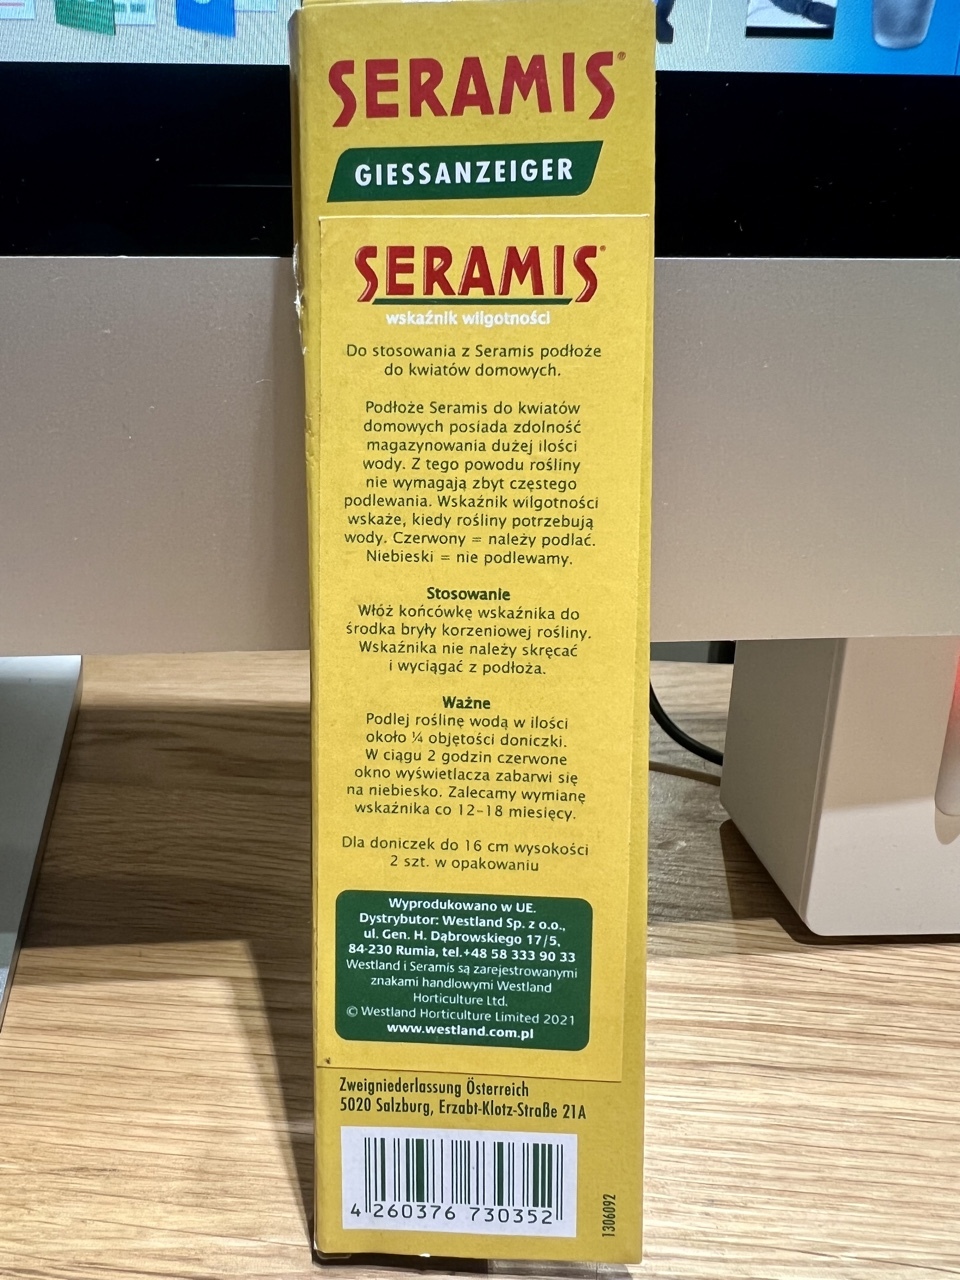 SERAMIS®
GIESSANZEIGER
SERAMIS®
wskaźnik wilgotności
Do stosowania z Seramis podłoże
do kwiatów domowych.
Podłoże Seramis do kwiatów
domowych posiada zdolność
magazynowania dużej ilości
wody. Z tego powodu rośliny
nie wymagają zbyt częstego
podlewania. Wskaźnik wilgotności
wskaże, kiedy rośliny potrzebują
wody. Czerwony = należy podlać.
Niebieski = nie podlewamy.
Stosowanie
Włóż końcówkę wskaźnika do
środka bryły korzeniowej rośliny.
Wskaźnika nie należy skręcać
i wyciągać z podłoża.
Ważne
Podlej roślinę wodą w ilości
około ¼ objętości doniczki.
W ciągu 2 godzin czerwone
okno wyświetlacza zabarwi się
na niebiesko. Zalecamy wymianę
wskaźnika co 12-18 miesięcy.
Dla doniczek do 16 cm wysokości
2 szt. w opakowaniu
Wyprodukowano w UE.
Dystrybutor: Westland Sp. z o.o.,
ul. Gen. H. Dąbrowskiego 17/5,
84-230 Rumia, tel.+48 58 333 90 33
Westland i Seramis są zarejestrowanymi
znakami handlowymi Westland
Horticulture Ltd.
© Westland Horticulture Limited 2021
www.westland.com.pl
Zweigniederlassung Österreich
5020 Salzburg, Erzabt-Klotz-Straße 21A
4 260376 730352
1306092